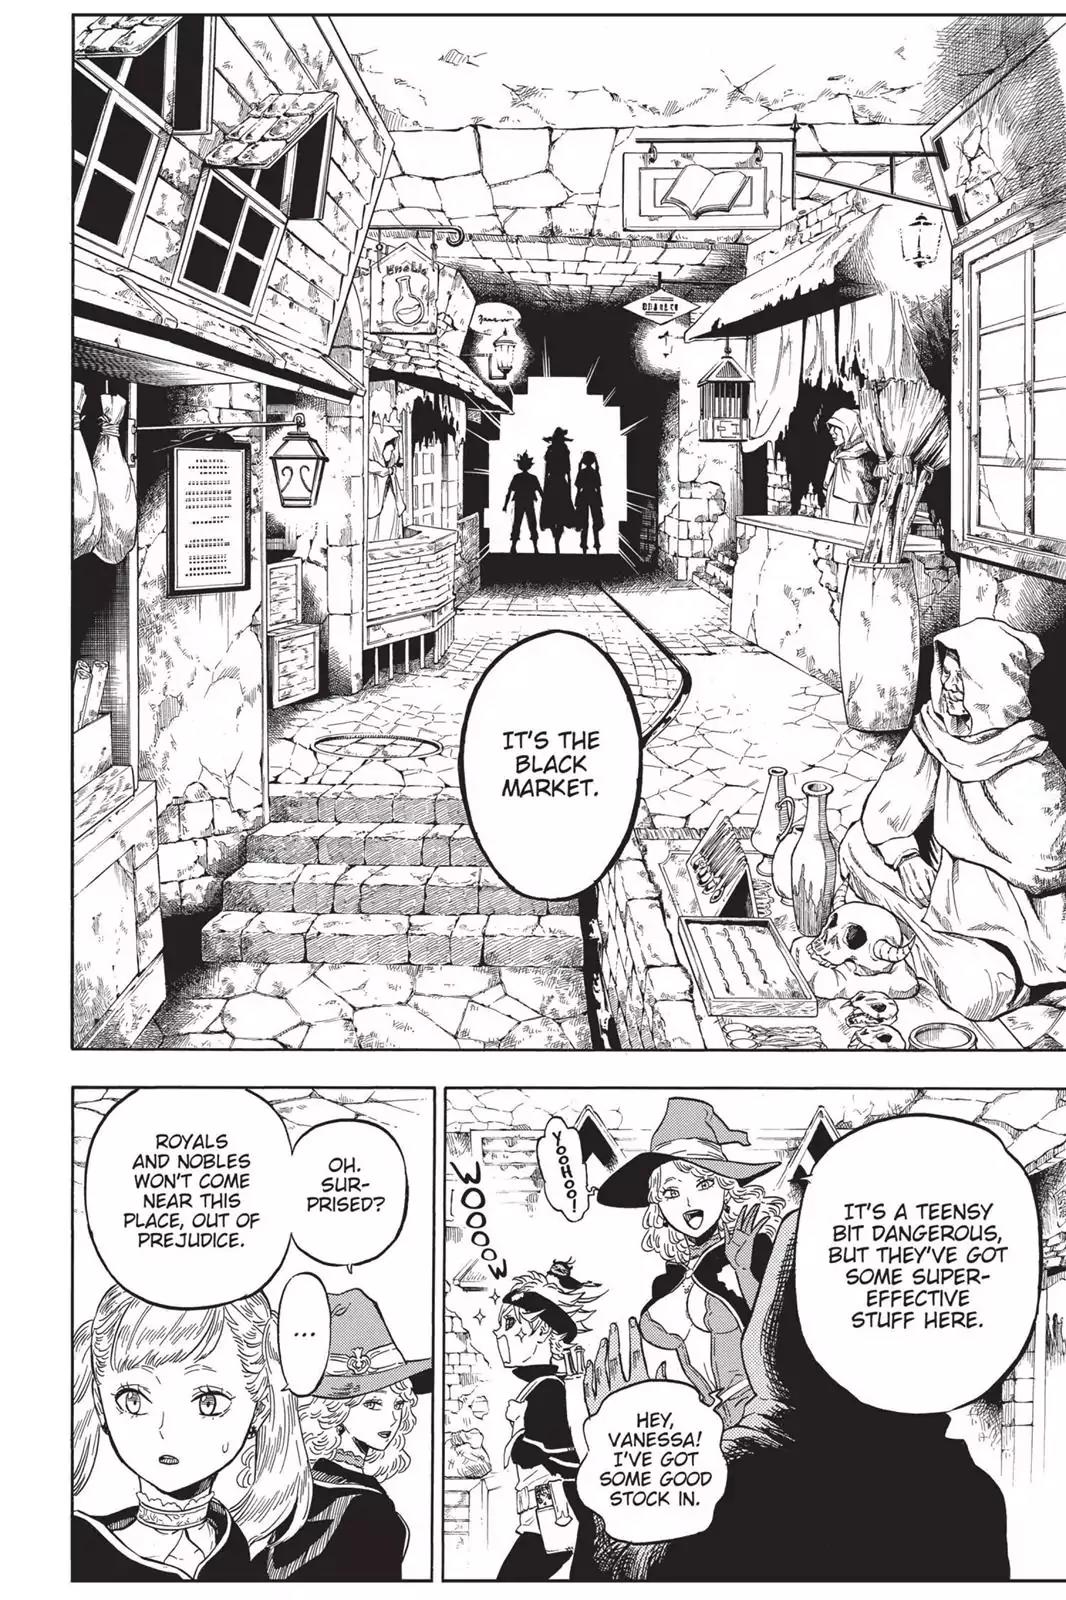 IT'S THE
BLACK
MARKET.
IT'S A TEENSY
BIT DANGEROUS,
BUT THEY'VE GOT
SOME SUPER-
EFFECTIVE
STUFF HERE.
YOOHOO!
WOOOOW
HEY,
VANESSA!
I'VE GOT
SOME GOOD
STOCK IN.
OH.
SUR-
PRISED?
ROYALS
AND NOBLES
WON'T COME
NEAR THIS
PLACE, OUT OF
PREJUDICE.
...